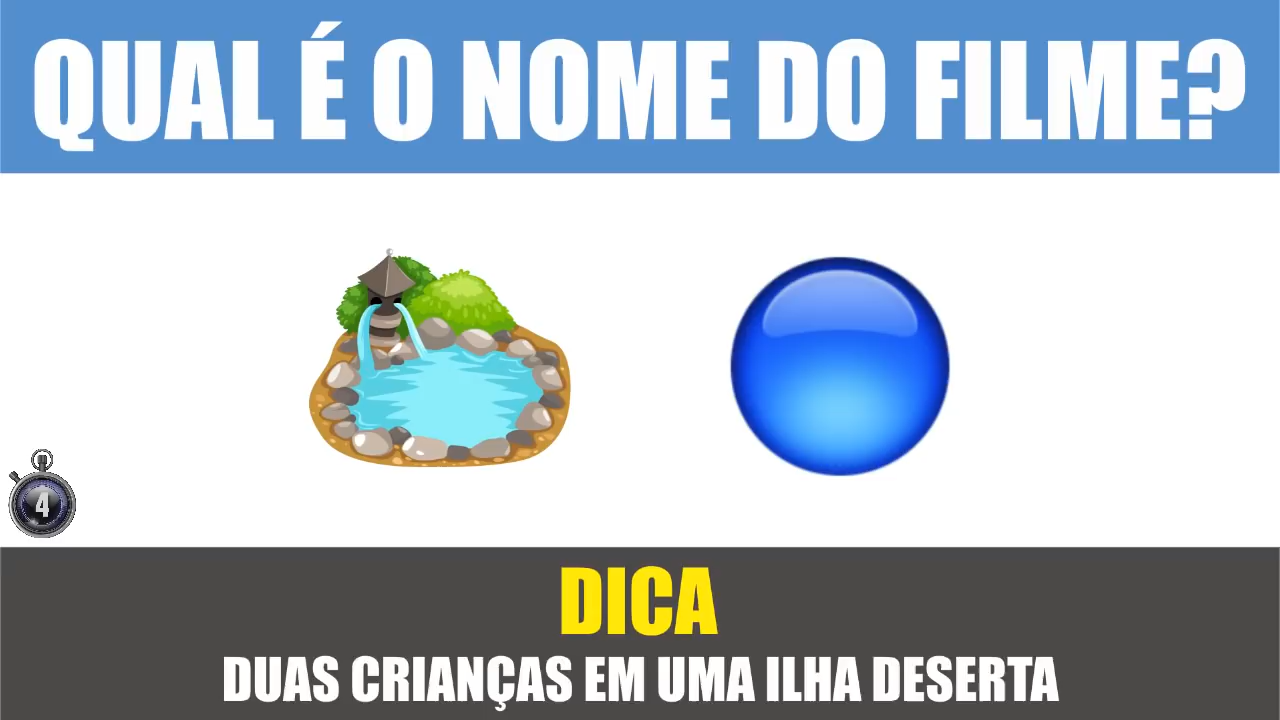 QUAL É O NOME DO FILME?
4
DICA
DUAS CRIANÇAS EM UMA ILHA DESERTA